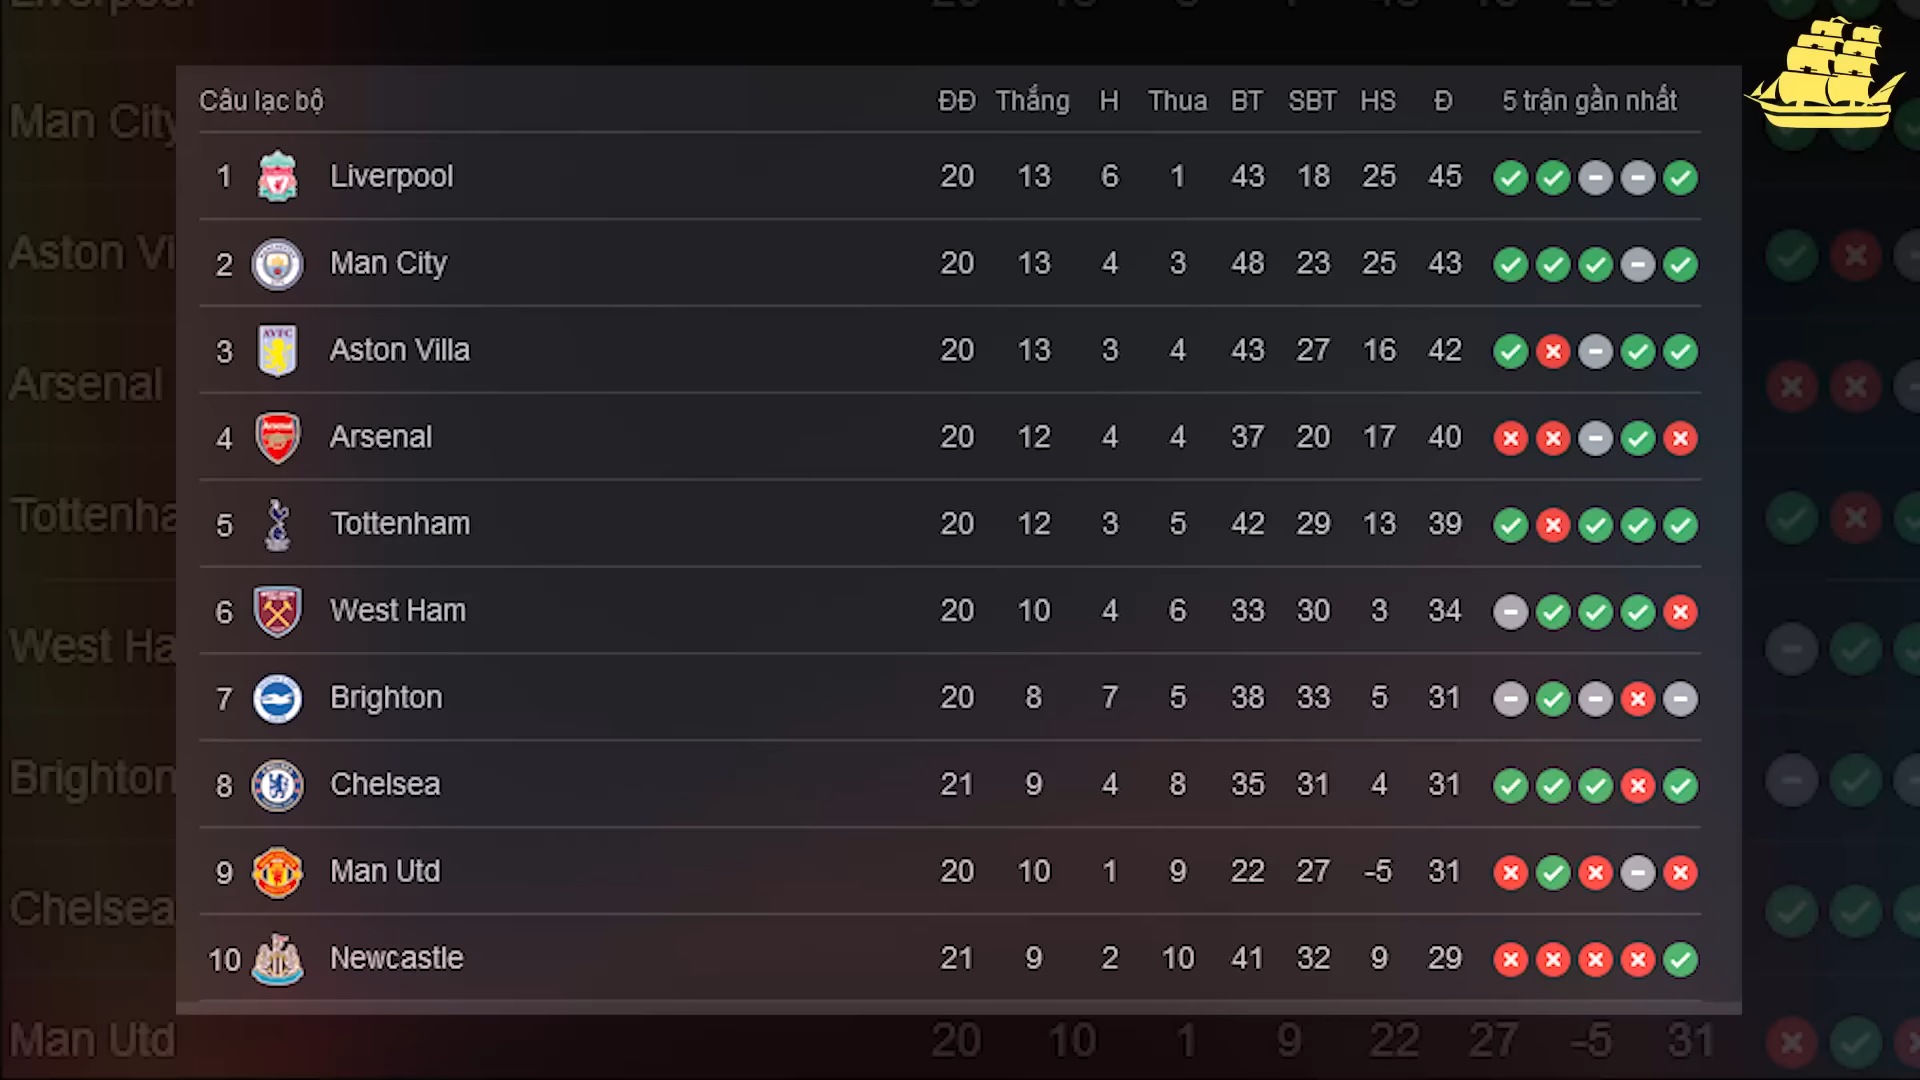 Câu lạc bộ ĐĐ Thắng H Thua BT SBT HS Đ 5 trận gần nhất
1 Liverpool 20 13 6 1 43 18 25 45
2 Man City 20 13 4 3 48 23 25 43
3 Aston Villa 20 13 3 4 43 27 16 42
4 Arsenal 20 12 4 4 37 20 17 40
5 Tottenham 20 12 3 5 42 29 13 39
6 West Ham 20 10 4 6 33 30 3 34
7 Brighton 20 8 7 5 38 33 5 31
8 Chelsea 21 9 4 8 35 31 4 31
9 Man Utd 20 10 1 9 22 27 -5 31
10 Newcastle 21 9 2 10 41 32 9 29
Man City
Aston Vi
Arsenal
Tottenha
West Ha
Brighton
Chelsea
Man Utd 20 10 1 9 22 27 -5 31